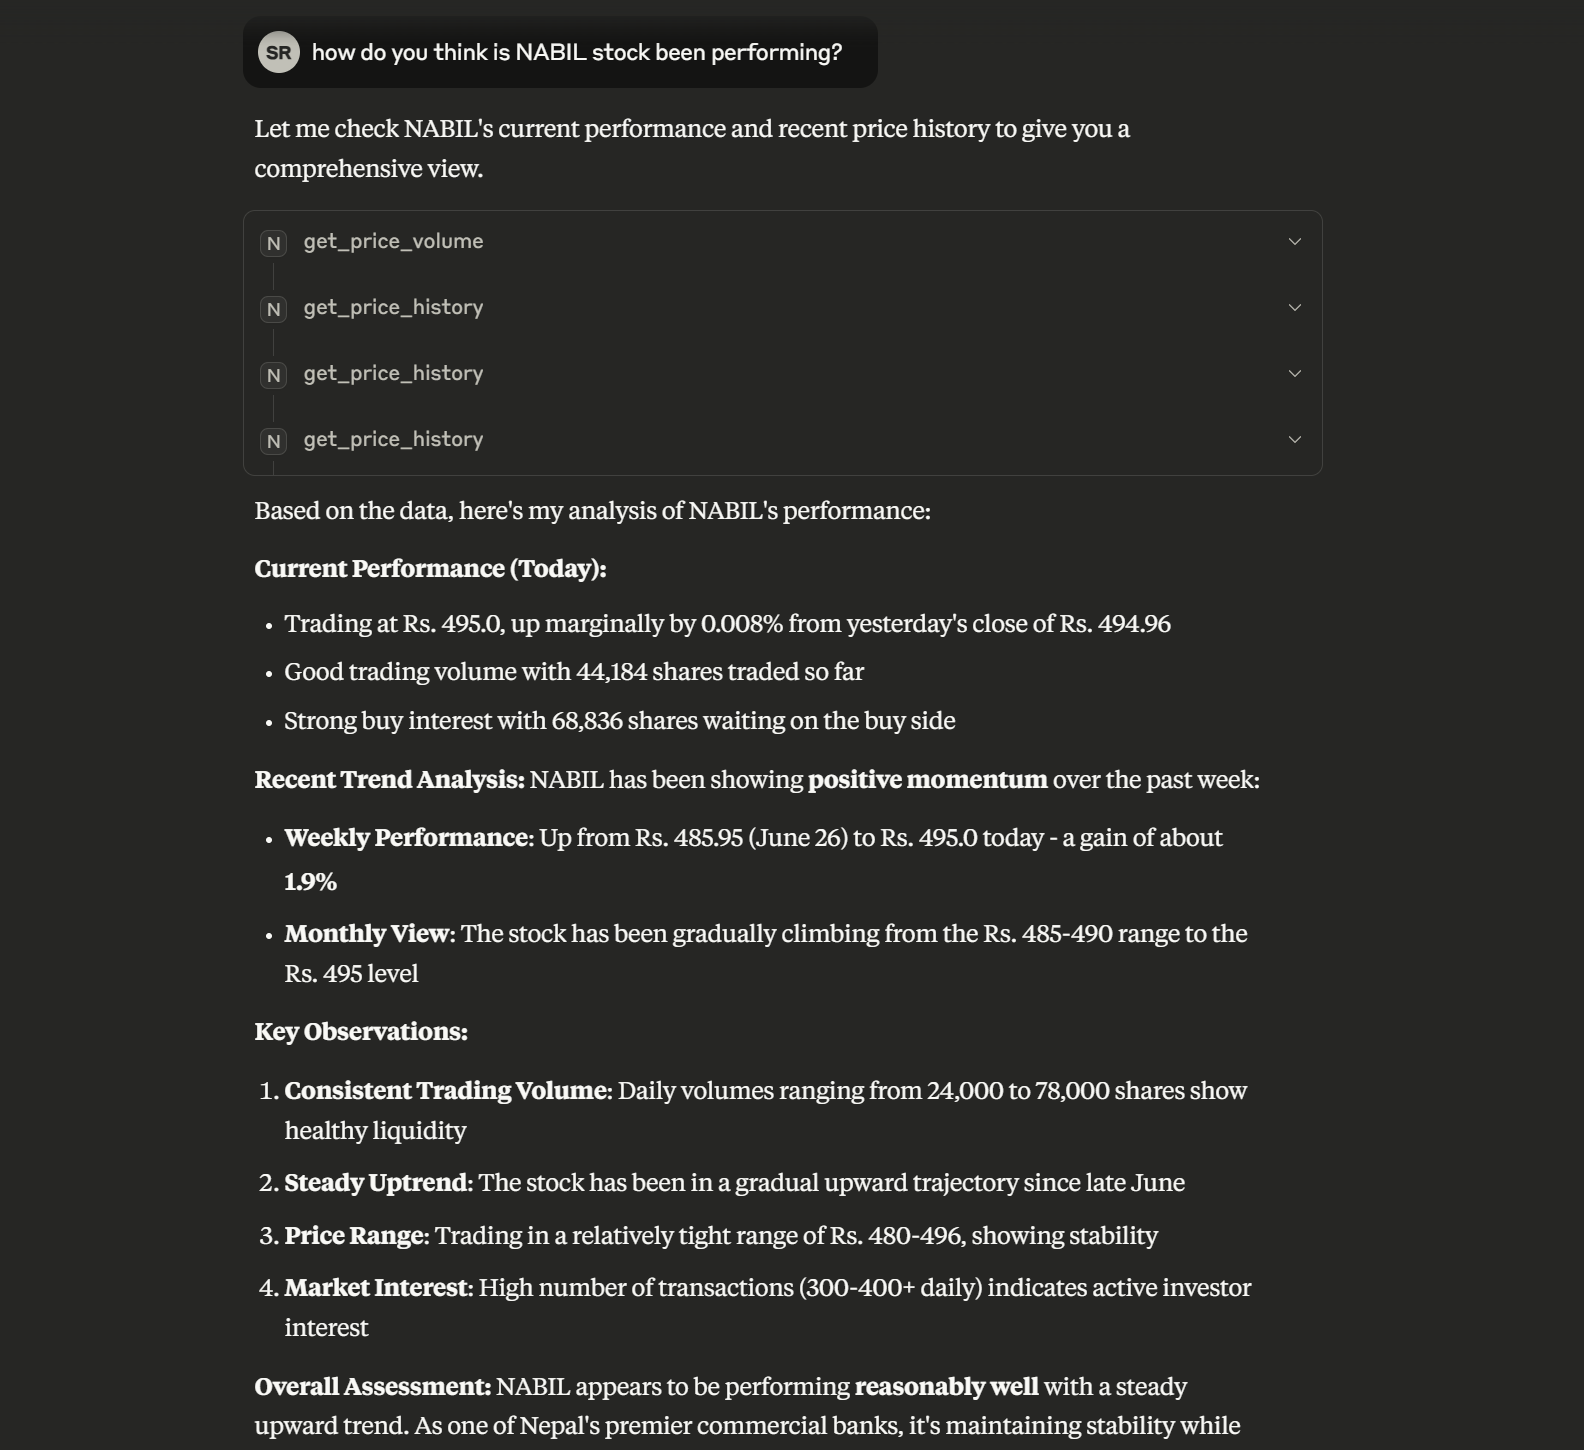 SR how do you think is NABIL stock been performing?
Let me check NABIL's current performance and recent price history to give you a
comprehensive view.
N get_price_volume
N get_price_history
N get_price_history
N get_price_history
Based on the data, here's my analysis of NABIL's performance:
Current Performance (Today):
• Trading at Rs. 495.0, up marginally by 0.008% from yesterday's close of Rs. 494.96
• Good trading volume with 44,184 shares traded so far
• Strong buy interest with 68,836 shares waiting on the buy side
Recent Trend Analysis: NABIL has been showing positive momentum over the past week:
• Weekly Performance: Up from Rs. 485.95 (June 26) to Rs. 495.0 today - a gain of about
1.9%
• Monthly View: The stock has been gradually climbing from the Rs. 485-490 range to the
Rs. 495 level
Key Observations:
1. Consistent Trading Volume: Daily volumes ranging from 24,000 to 78,000 shares show
healthy liquidity
2. Steady Uptrend: The stock has been in a gradual upward trajectory since late June
3. Price Range: Trading in a relatively tight range of Rs. 480-496, showing stability
4. Market Interest: High number of transactions (300-400+ daily) indicates active investor
interest
Overall Assessment: NABIL appears to be performing reasonably well with a steady
upward trend. As one of Nepal's premier commercial banks, it's maintaining stability while